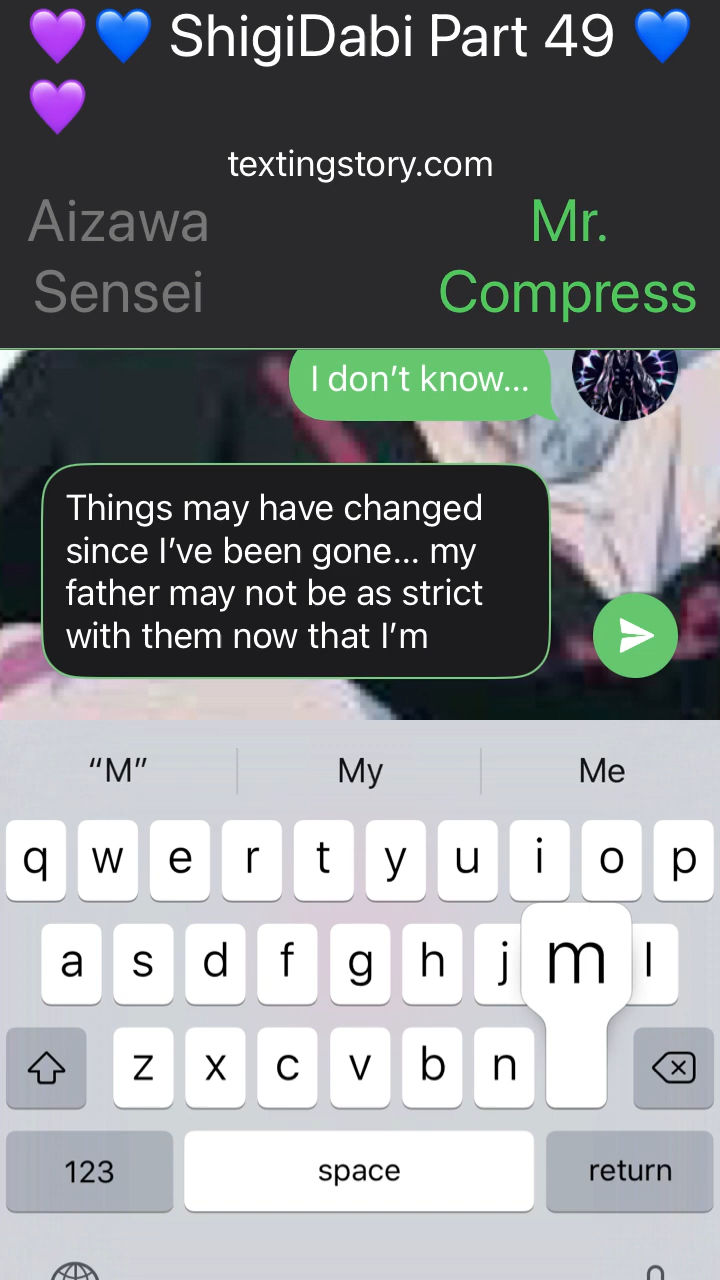 💜💙 ShigiDabi Part 49 💙
💜
textingstory.com
Aizawa Sensei
Mr. Compress
I don’t know...
Things may have changed
since I’ve been gone... my
father may not be as strict
with them now that I’m
“M” My Me
q w e r t y u i o p
a s d f g h j m l
z x c v b n
123 space return